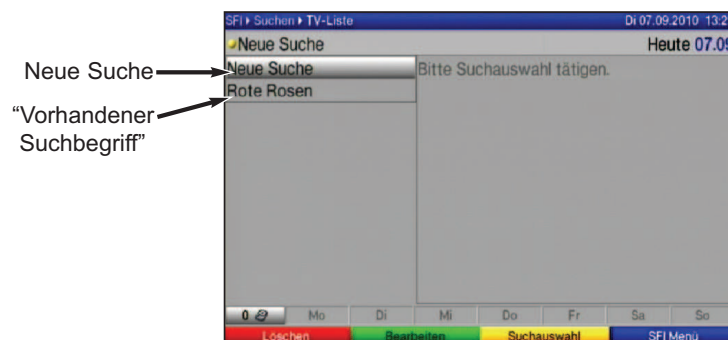 SFI ▸ Suchen ▸ TV-Liste Di 07.09.2010 13:2
Neue Suche Heute 07.09
Neue Suche
“Vorhandener
Suchbegriff”
Neue Suche
Rote Rosen
Bitte Suchauswahl tätigen.
0 Mo Di Mi Do Fr Sa So
Löschen Bearbeiten Suchauswahl SFI Menü